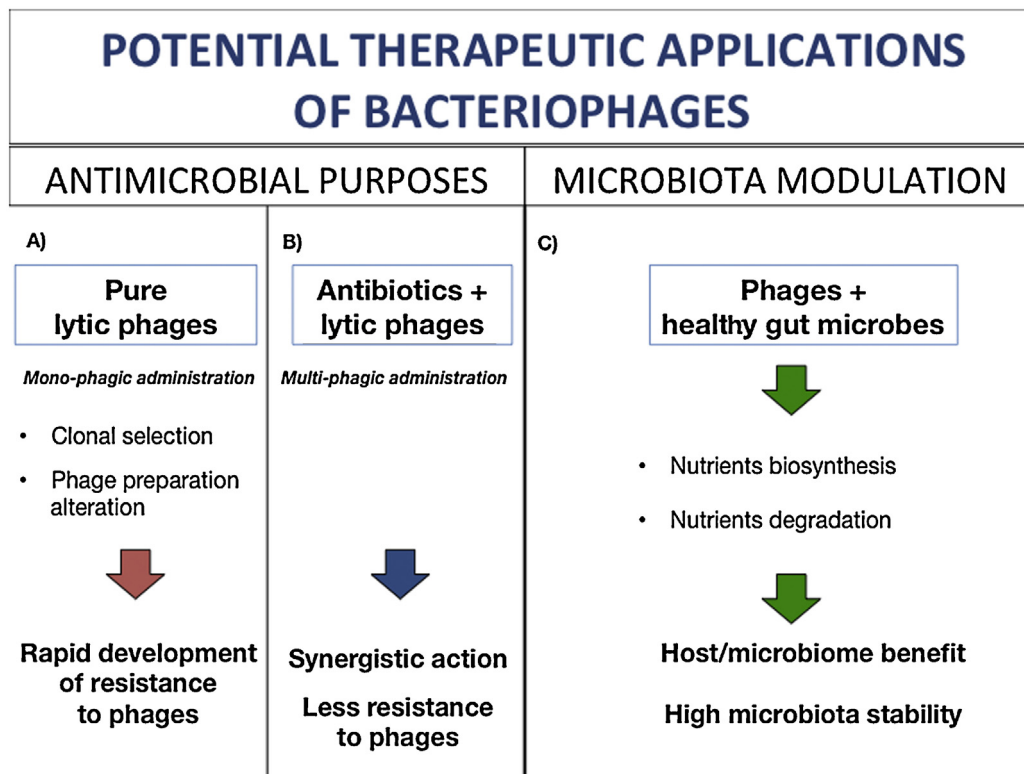 POTENTIAL THERAPEUTIC APPLICATIONS
OF BACTERIOPHAGES
ANTIMICROBIAL PURPOSES
MICROBIOTA MODULATION
A)
Pure
lytic phages
Mono-phagic administration
• Clonal selection
• Phage preparation
alteration
Rapid development
of resistance
to phages
B)
Antibiotics +
lytic phages
Multi-phagic administration
Synergistic action
Less resistance
to phages
C)
Phages +
healthy gut microbes
• Nutrients biosynthesis
• Nutrients degradation
Host/microbiome benefit
High microbiota stability